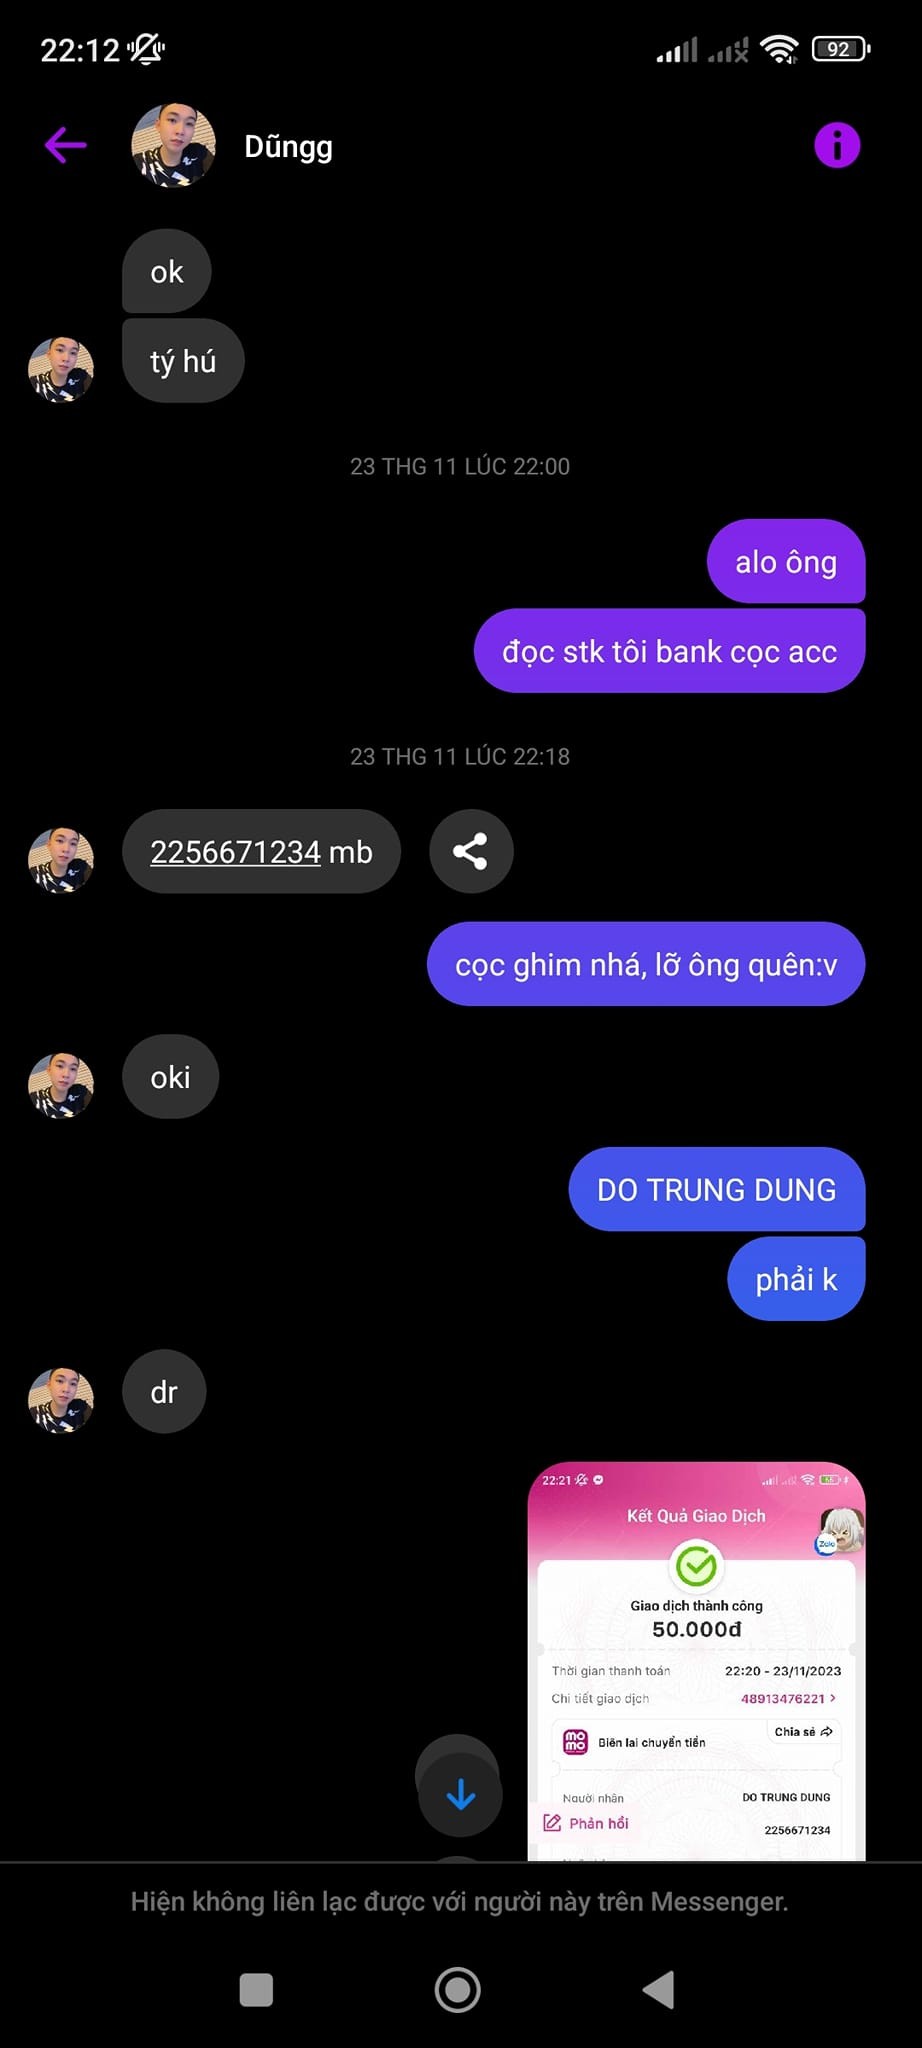 22:12
92
Dũngg
ok
tý hú
23 THG 11 LÚC 22:00
alo ông
đọc stk tôi bank cọc acc
23 THG 11 LÚC 22:18
2256671234 mb
cọc ghim nhá, lỡ ông quên:v
oki
DO TRUNG DUNG
phải k
dr
22:21
Kết Quả Giao Dịch
Zalo
Giao dịch thành công
50.000đ
Thời gian thanh toán 22:20 - 23/11/2023
Chi tiết giao dịch 48913476221 >
Chia sẻ
mo mo Biên lai chuyển tiền
Người nhận DO TRUNG DUNG
Phản hồi
2256671234
Hiện không liên lạc được với người này trên Messenger.